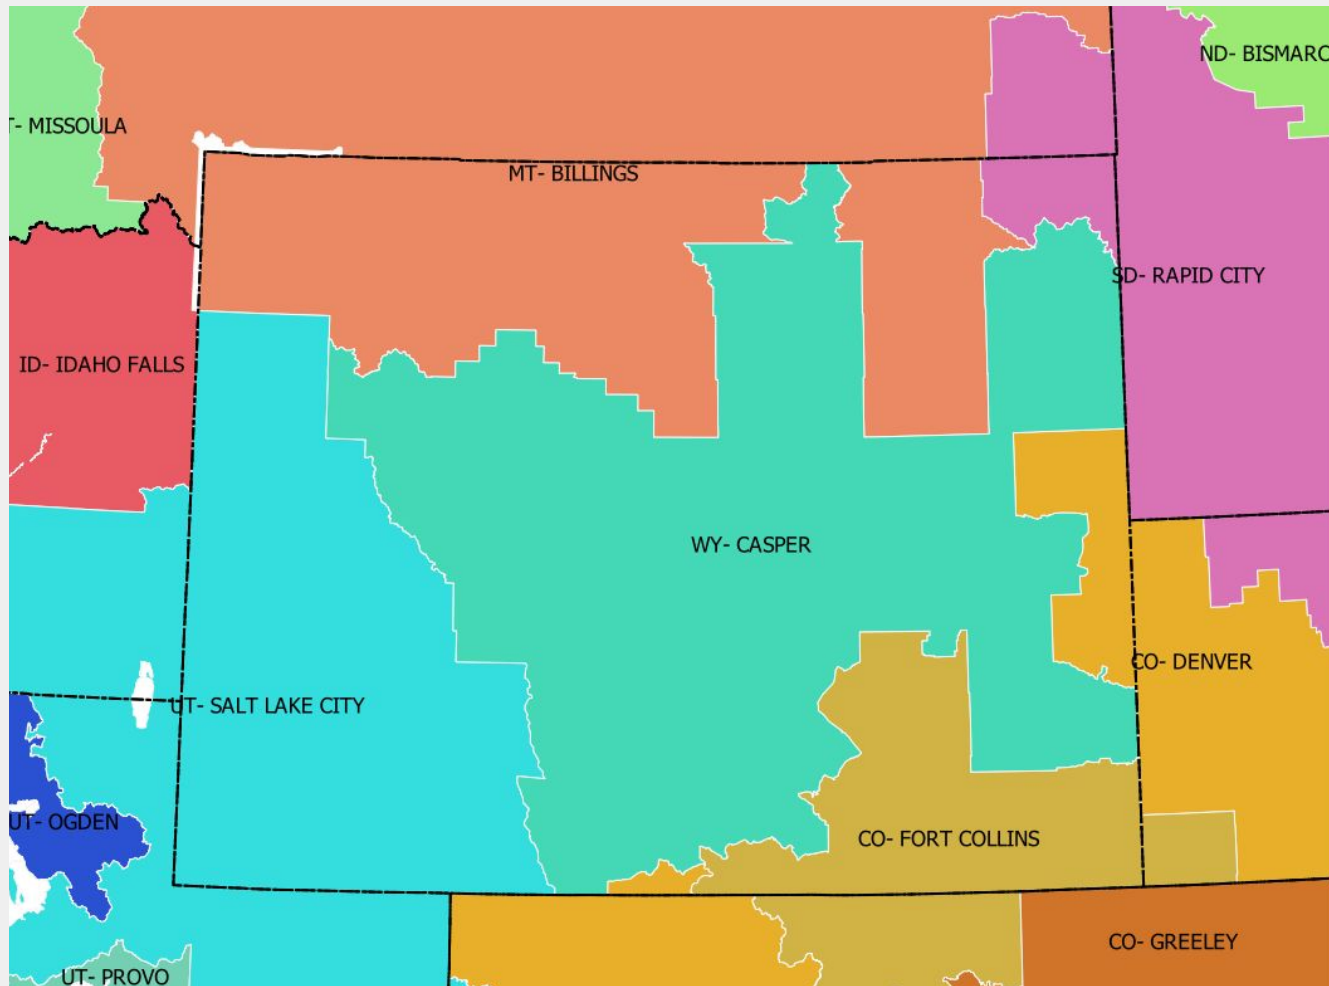 ND- BISMARC
T- MISSOULA
MT- BILLINGS
SD- RAPID CITY
ID- IDAHO FALLS
WY- CASPER
CO- DENVER
UT- SALT LAKE CITY
UT- OGDEN
CO- FORT COLLINS
CO- GREELEY
UT- PROVO